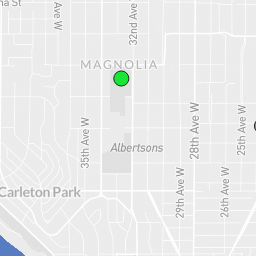 na St
Ave W
32nd Ave
MAGNOLIA
35th Ave W
Albertsons
28th Ave W
25th Ave W
Carleton Park
29th Ave W
26th Ave W